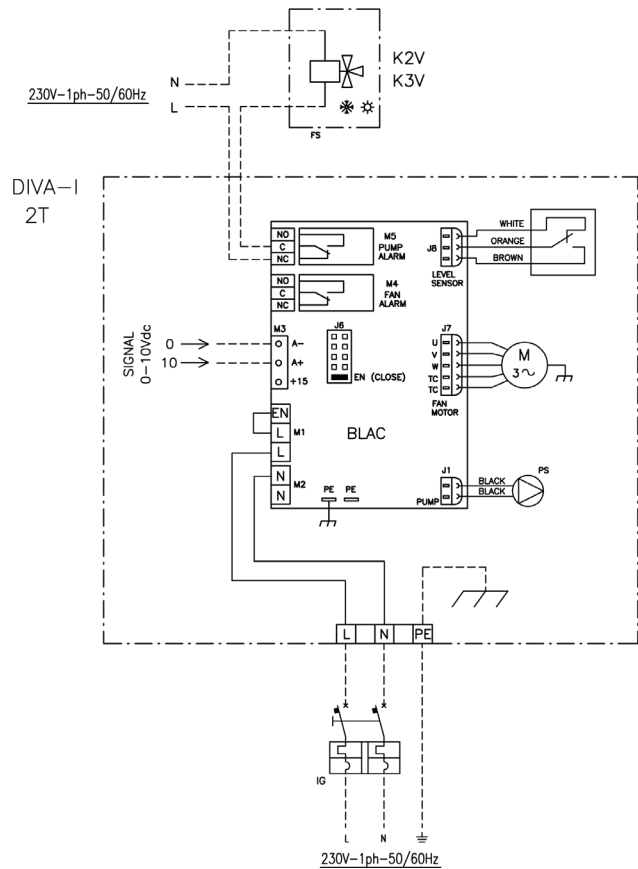 K2V
K3V
N
L
230V-1ph-50/60Hz
FS
DIVA-I
2T
NO
C
NC
M5
PUMP
ALARM
NO
C
NC
M4
FAN
ALARM
J8
LEVEL
SENSOR
WHITE
ORANGE
BROWN
SIGNAL
0-10Vdc
0
10
M3
A-
A+
+15
J6
EN (CLOSE)
J7
U
V
W
TC
TC
FAN
MOTOR
M
3~
EN
L
L
M1
BLAC
N
N
M2
PE PE
J1
PUMP
BLACK
BLACK
PS
L N PE
IG
L N
230V-1ph-50/60Hz